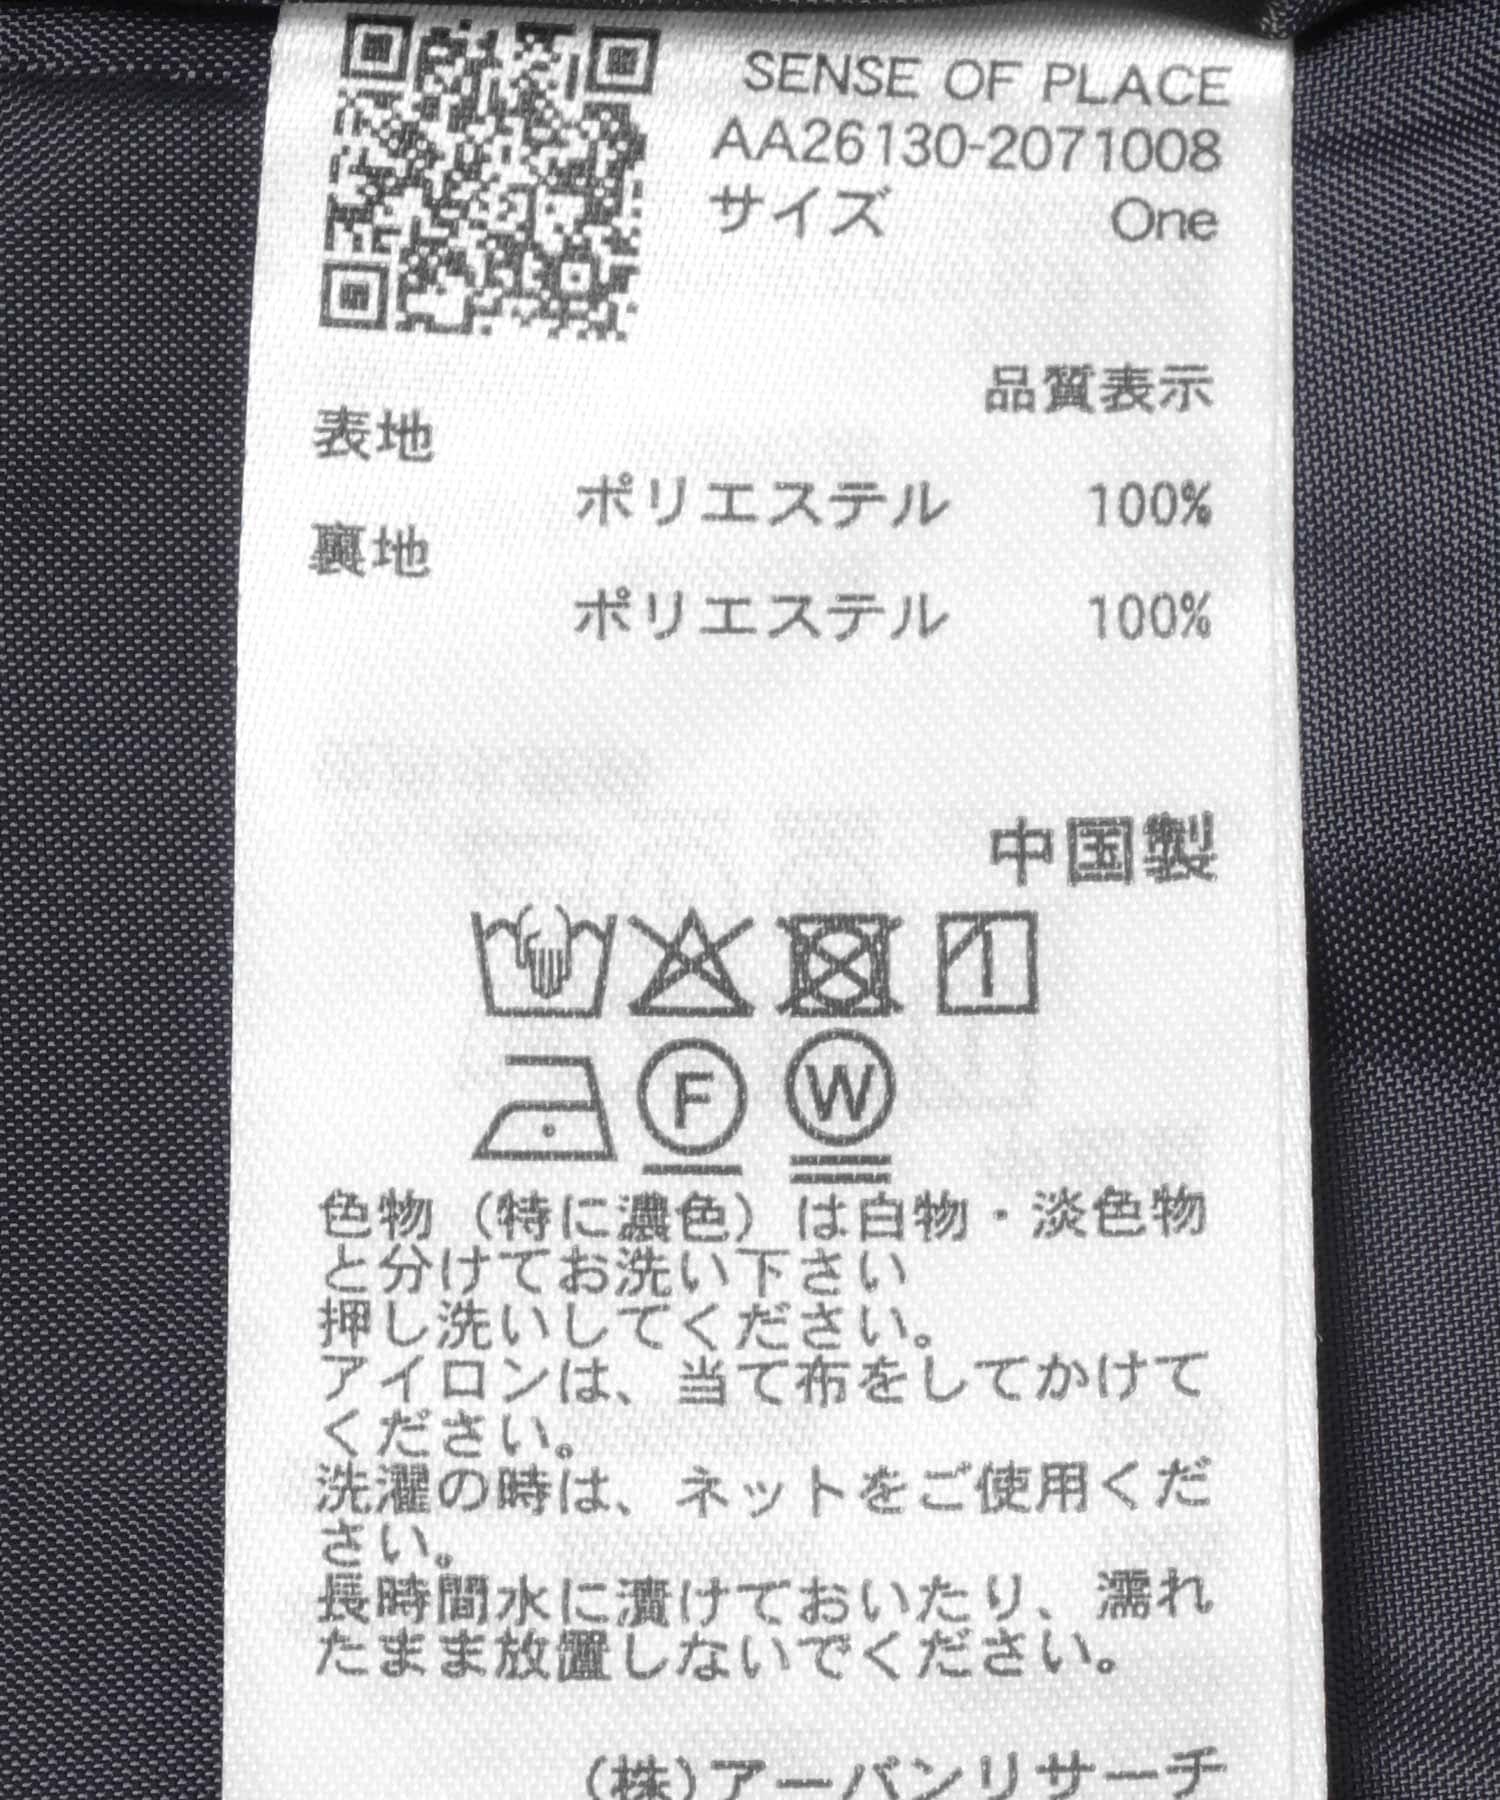 SENSE OF PLACE
AA26130-2071008
サイズ One
品質表示
表地
ポリエステル 100%
裏地
ポリエステル 100%
中国製
F W
色物（特に濃色）は白物・淡色物
と分けてお洗い下さい
押し洗いしてください。
アイロンは、当て布をしてかけて
ください。
洗濯の時は、ネットをご使用くだ
さい。
長時間水に漬けておいたり、濡れ
たまま放置しないでください。
(株)アーバンリサーチ